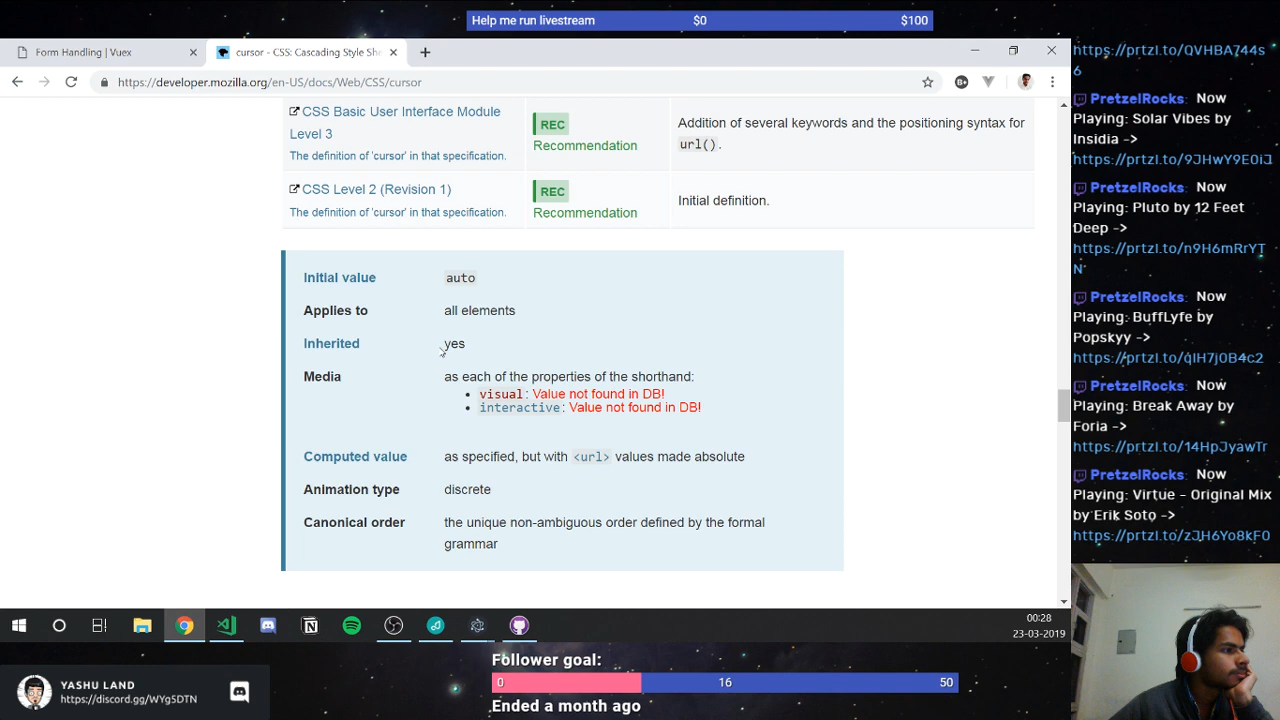 Help me run livestream $0 $100
Form Handling | Vuex
cursor - CSS: Cascading Style She
https://developer.mozilla.org/en-US/docs/Web/CSS/cursor
CSS Basic User Interface Module
Level 3
The definition of 'cursor' in that specification.
REC
Recommendation
Addition of several keywords and the positioning syntax for
url().
CSS Level 2 (Revision 1)
The definition of 'cursor' in that specification.
REC
Recommendation
Initial definition.
Initial value auto
Applies to all elements
Inherited yes
Media as each of the properties of the shorthand:
visual: Value not found in DB!
interactive: Value not found in DB!
Computed value as specified, but with <url> values made absolute
Animation type discrete
Canonical order the unique non-ambiguous order defined by the formal
grammar
00:28
23-03-2019
https://prtzl.to/QVHBA744s
6
PretzelRocks: Now
Playing: Solar Vibes by
Insidia ->
https://prtzl.to/9JHwY9E0iJ
PretzelRocks: Now
Playing: Pluto by 12 Feet
Deep ->
https://prtzl.to/n9H6mRrYT
N
PretzelRocks: Now
Playing: BuffLyfe by
Popskyy ->
https://prtzl.to/qIH7j0B4c2
PretzelRocks: Now
Playing: Break Away by
Foria ->
https://prtzl.to/14HpJyawTr
PretzelRocks: Now
Playing: Virtue - Original Mix
by Erik Soto ->
https://prtzl.to/zJH6Yo8kF0
YASHU LAND
https://discord.gg/WYg5DTN
Follower goal:
0 16 50
Ended a month ago